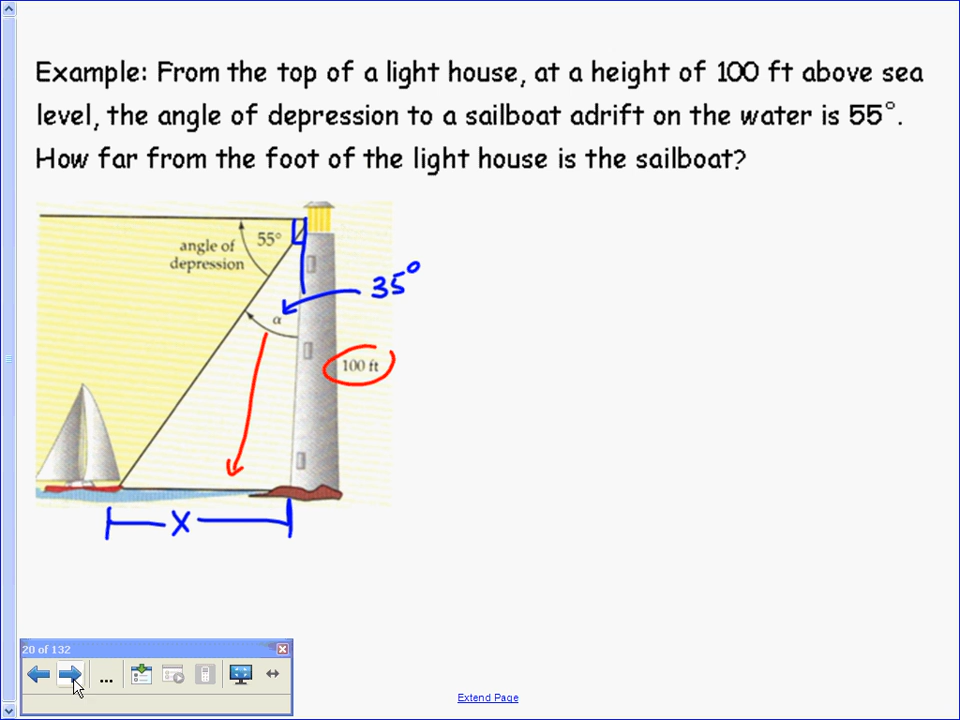 Example: From the top of a light house, at a height of 100 ft above sea
level, the angle of depression to a sailboat adrift on the water is 55°.
How far from the foot of the light house is the sailboat?
angle of
depression
55°
35°
α
100 ft
X
20 of 132
...
Extend Page